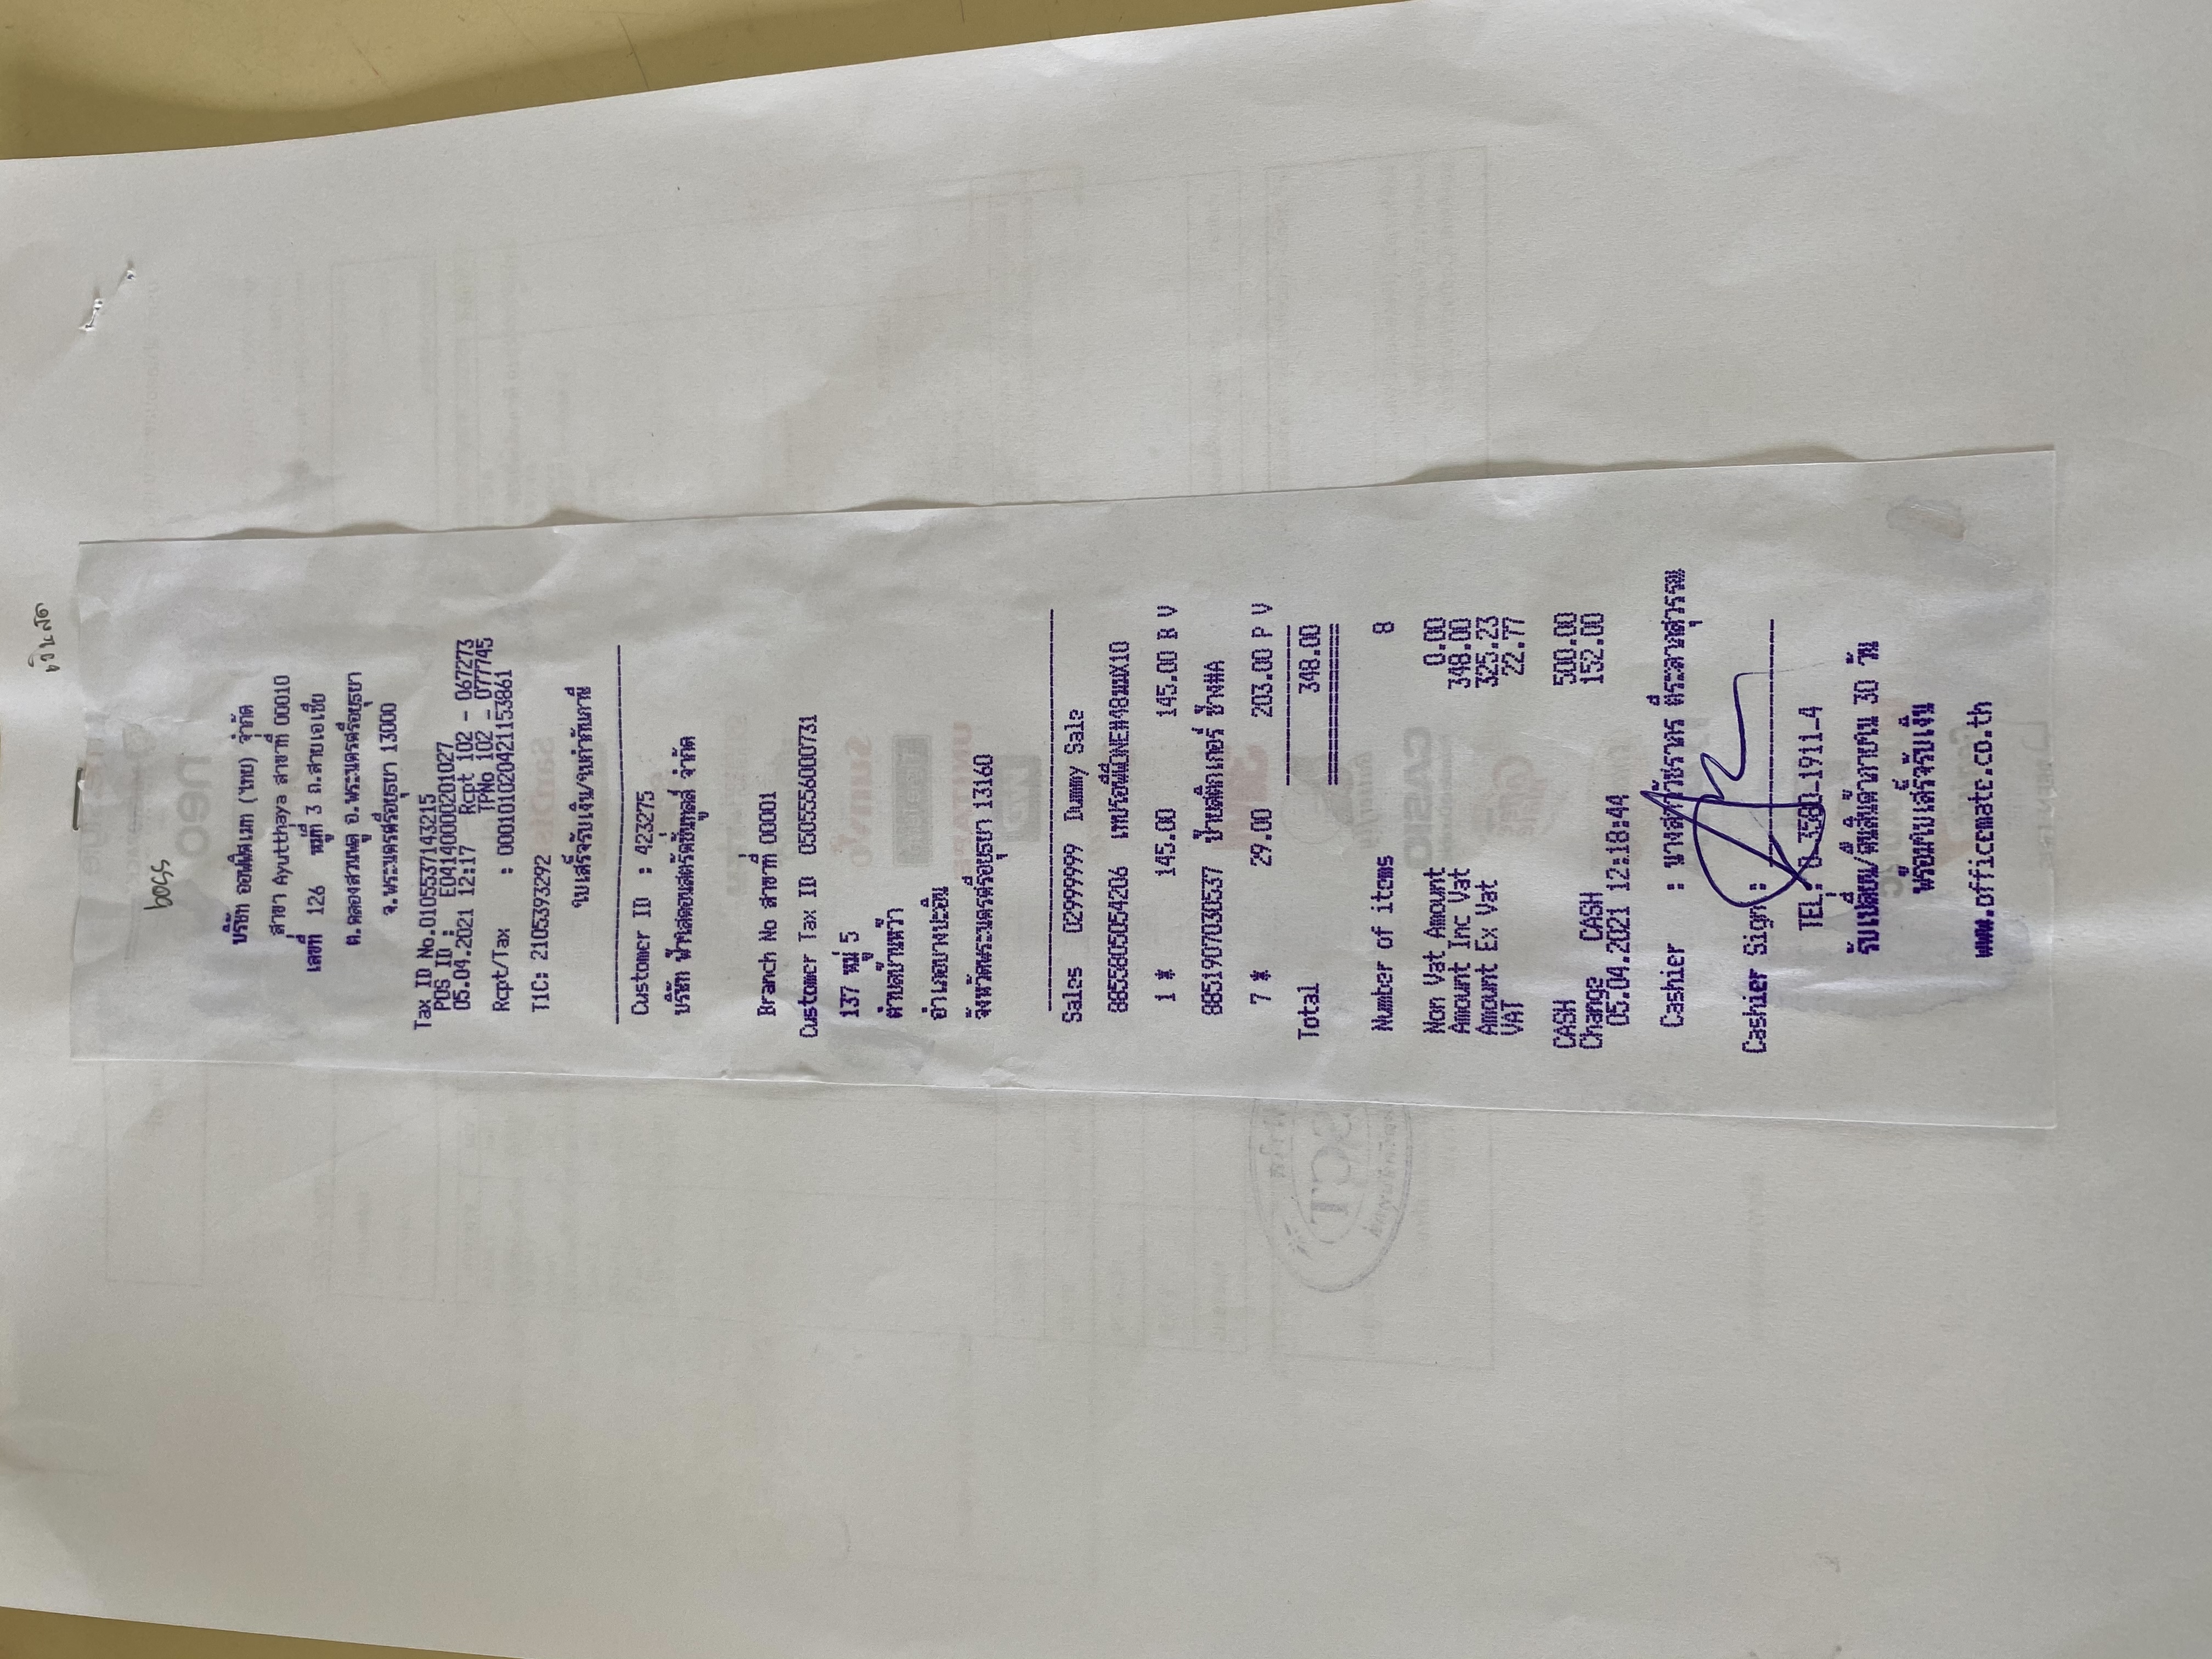 เงินสด
boss
บริษัท ออฟฟิศเมท (ไทย) จำกัด
สาขา Ayutthaya สาขาที่ 00010
เลขที่ 126 หมู่ที่ 3 ถ.สายเอเซีย
ต.คลองสวนพลู อ.พระนครศรีอยุธยา
จ.พระนครศรีอยุธยา 13000
Tax ID No.0105537143215
POS ID : E04140000201027
05.04.2021 12:17 Rcpt 102 - 067273
TPNo 102 - 077745
Rcpt/Tax : 000101020421153861
T1C: 2105393292
ใบเสร็จรับเงิน/ใบกำกับภาษี
Customer ID : 423275
บริษัท ฟ้าใสคอนสตรัคชั่นทูลส์ จำกัด
Branch No สาขาที่ 00001
Customer Tax ID 0505556000731
137 หมู่ 5
ตำบลบ้านหว้า
อำเภอบางปะอิน
จังหวัดพระนครศรีอยุธยา 13160
Sales 02999999 Dummy Sale
8855805054206 เทปโอพีพีONE#48มมX10
1 * 145.00 145.00 B V
8851907030537 ป้ายสติกเกอร์ ช้าง#A
7 * 29.00 203.00 P V
Total 348.00
Number of items 8
Non Vat Amount 0.00
Amount Inc Vat 348.00
Amount Ex Vat 325.23
VAT 22.77
CASH 500.00
Change CASH 152.00
05.04.2021 12:18:44
Cashier : นางสาววัชราภร ตีระลาภสุวรรณ
Cashier Sign :
TEL: 0-3580-1911-4
รับเปลี่ยน/คืนสินค้าภายใน 30 วัน
พร้อมใบเสร็จรับเงิน
www.officemate.co.th